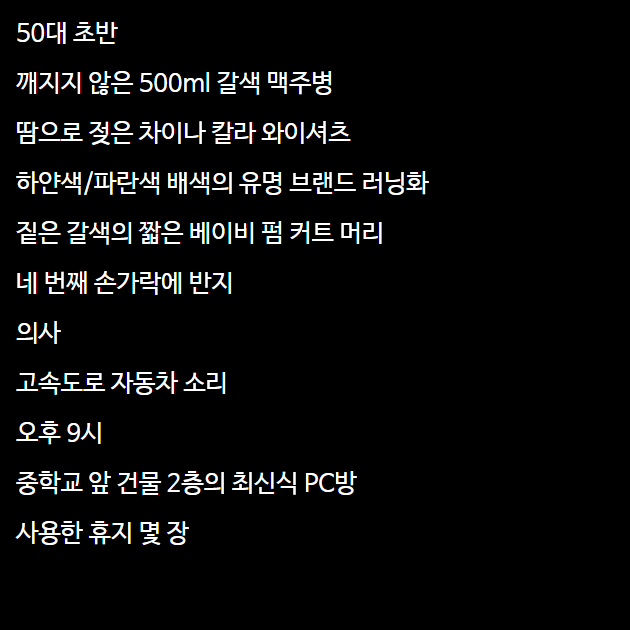 50대 초반
깨지지 않은 500ml 갈색 맥주병
땀으로 젖은 차이나 칼라 와이셔츠
하얀색/파란색 배색의 유명 브랜드 러닝화
짙은 갈색의 짧은 베이비 펌 커트 머리
네 번째 손가락에 반지
의사
고속도로 자동차 소리
오후 9시
중학교 앞 건물 2층의 최신식 PC방
사용한 휴지 몇 장